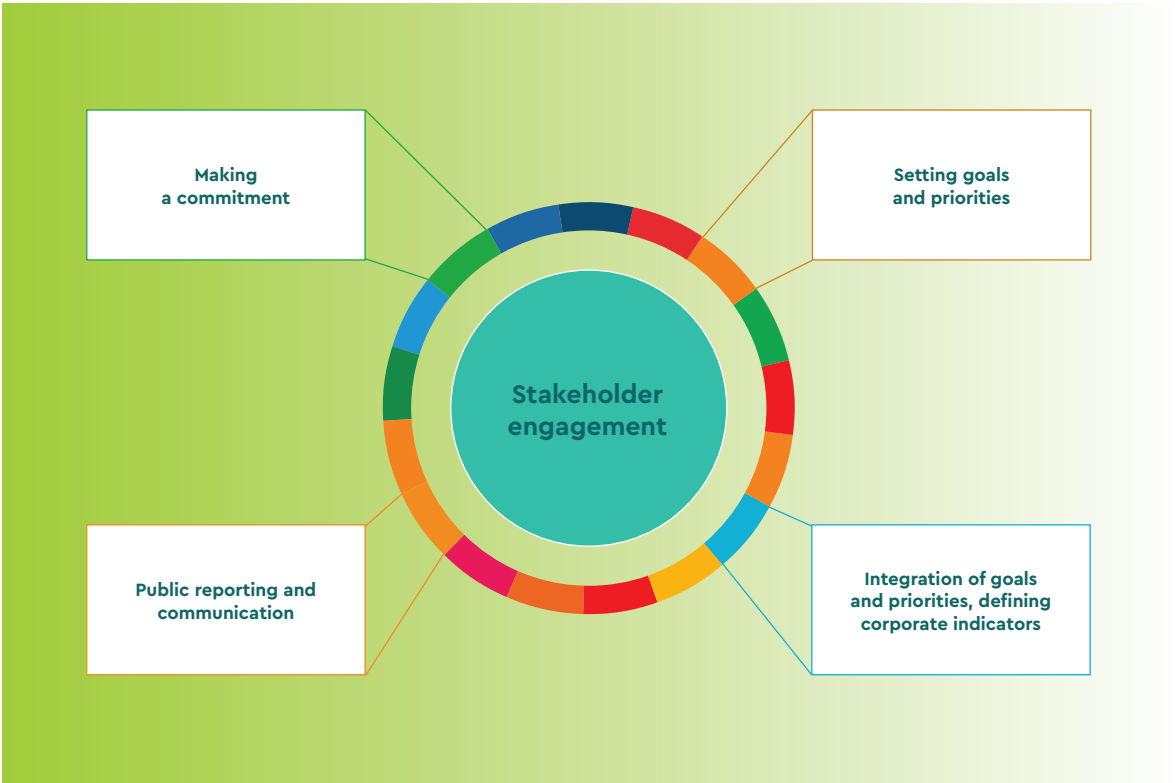 Making
a commitment
Setting goals
and priorities
Stakeholder
engagement
Public reporting and
communication
Integration of goals
and priorities, defining
corporate indicators